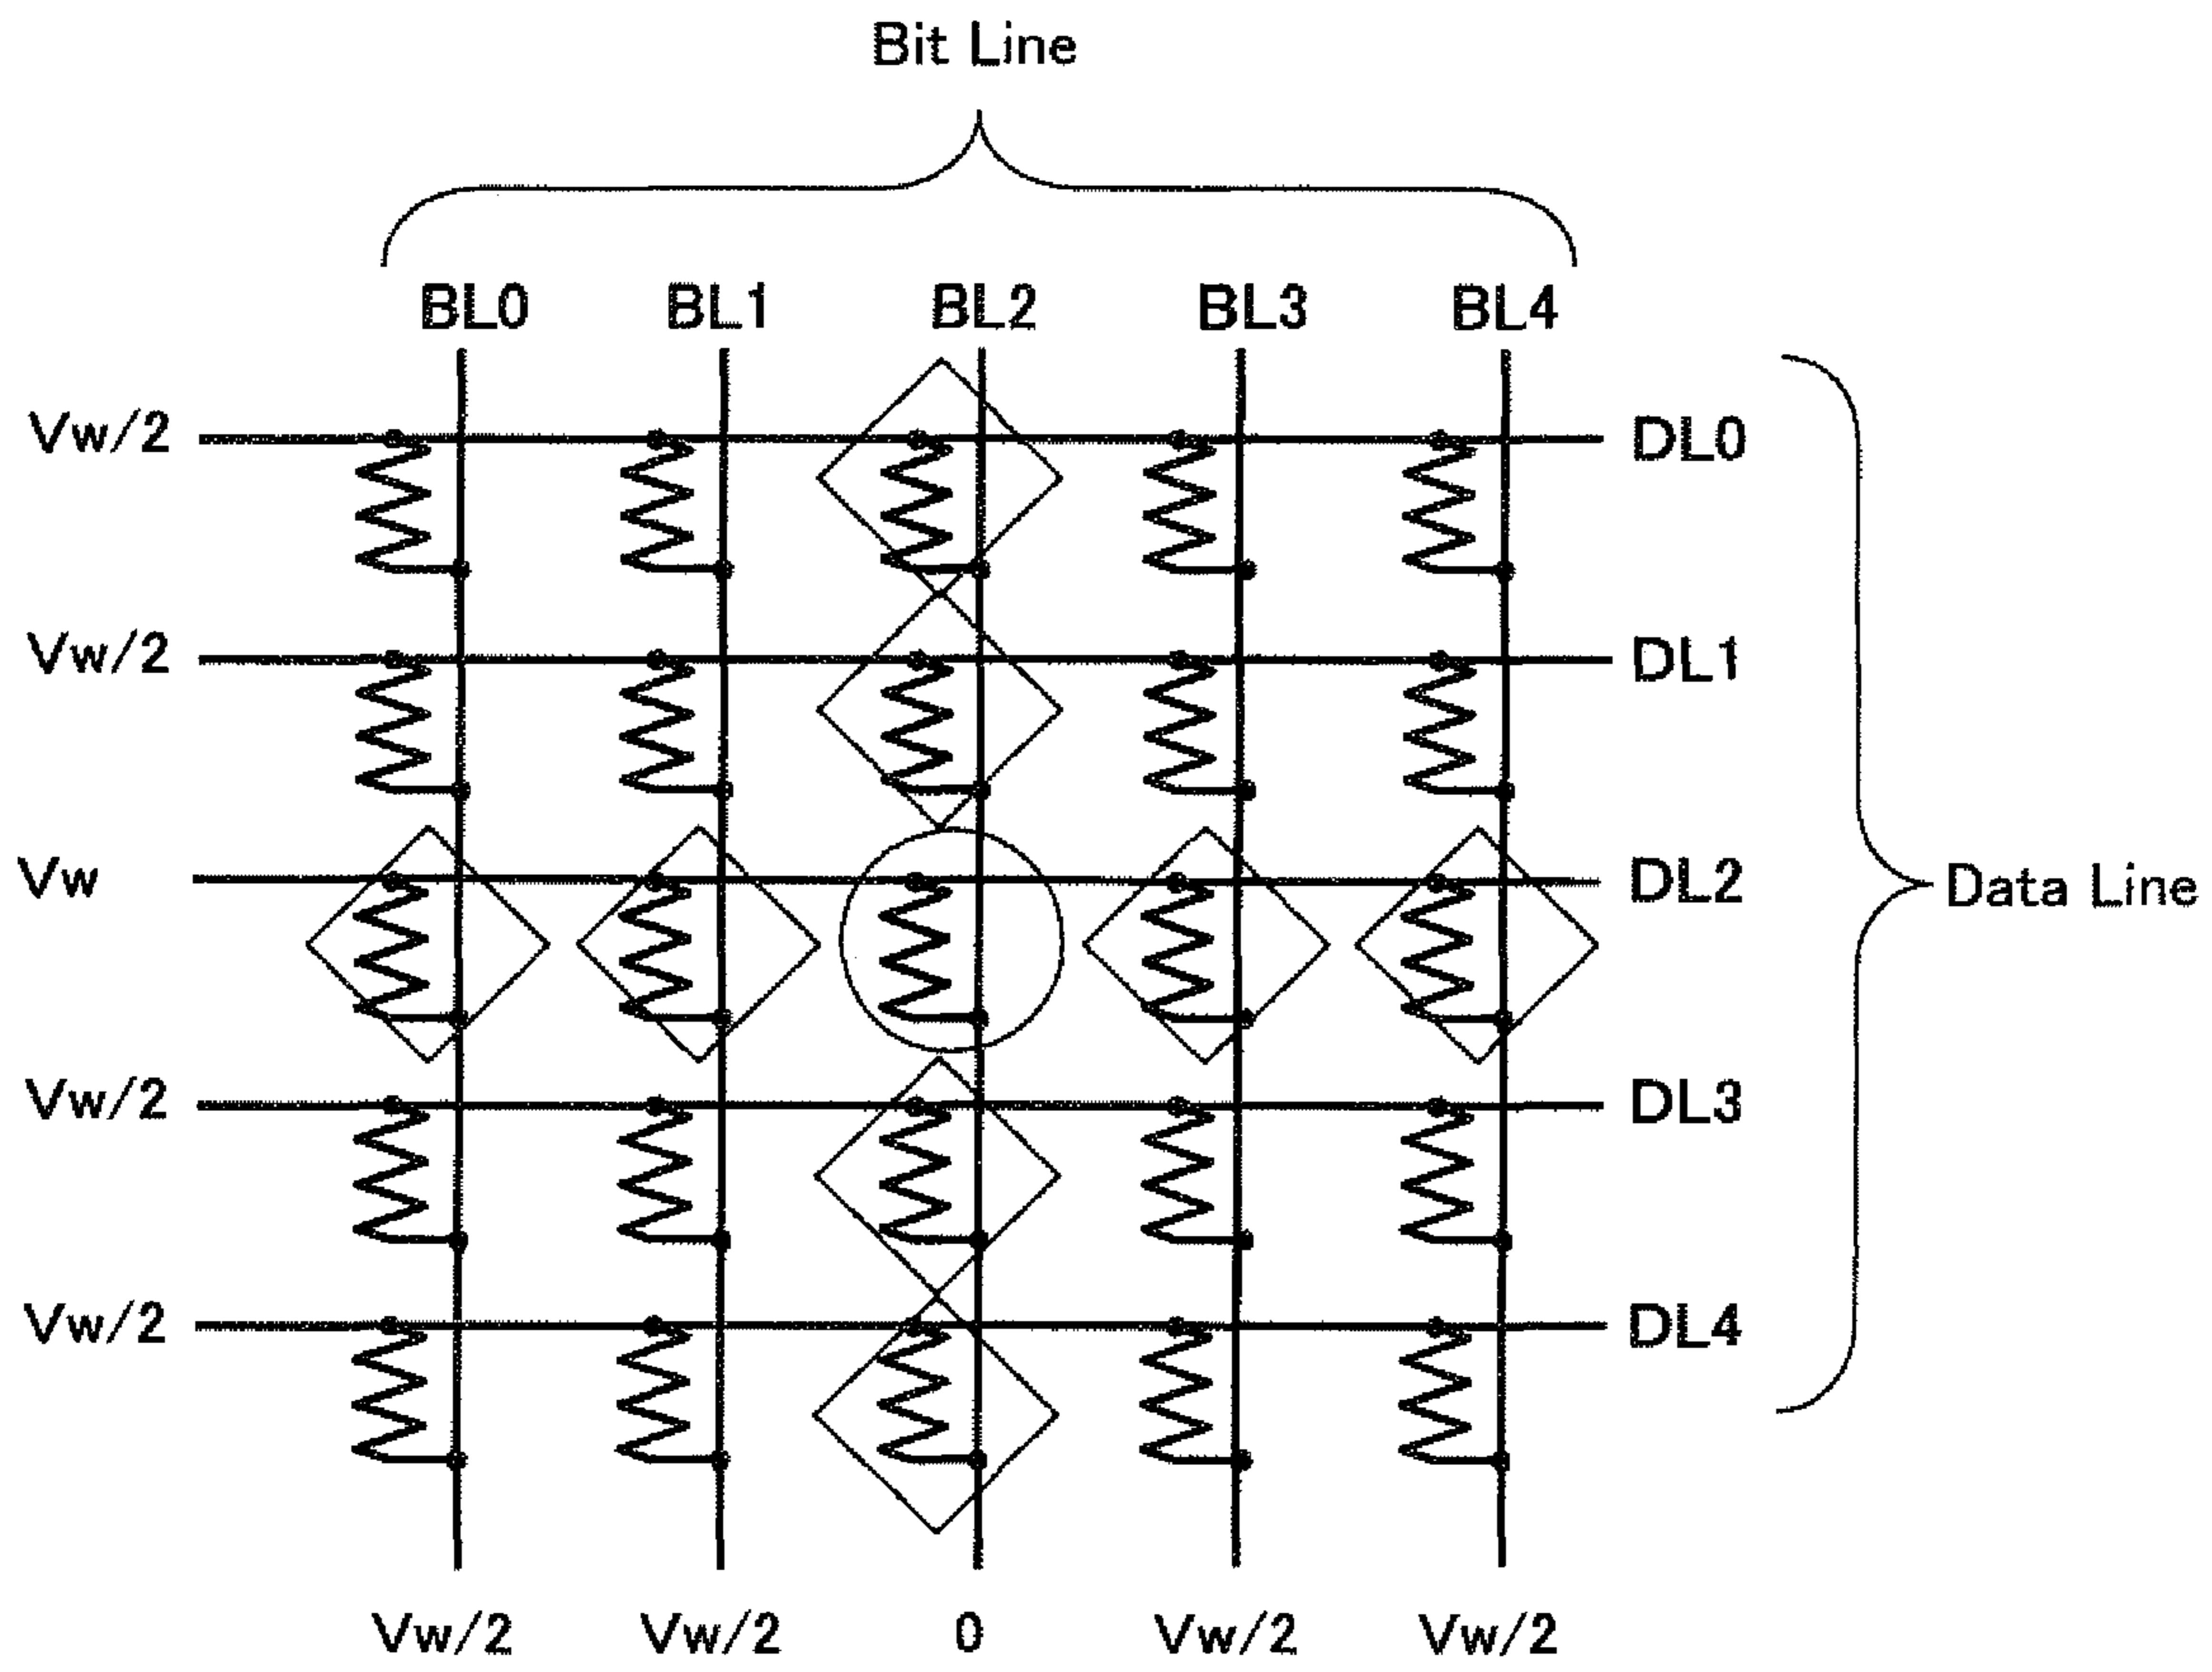 Bit Line
BL0 BL1 BL2 BL3 BL4
Vw/2 DL0
Vw/2 DL1
Vw DL2 Data Line
Vw/2 DL3
Vw/2 DL4
Vw/2 Vw/2 0 Vw/2 Vw/2